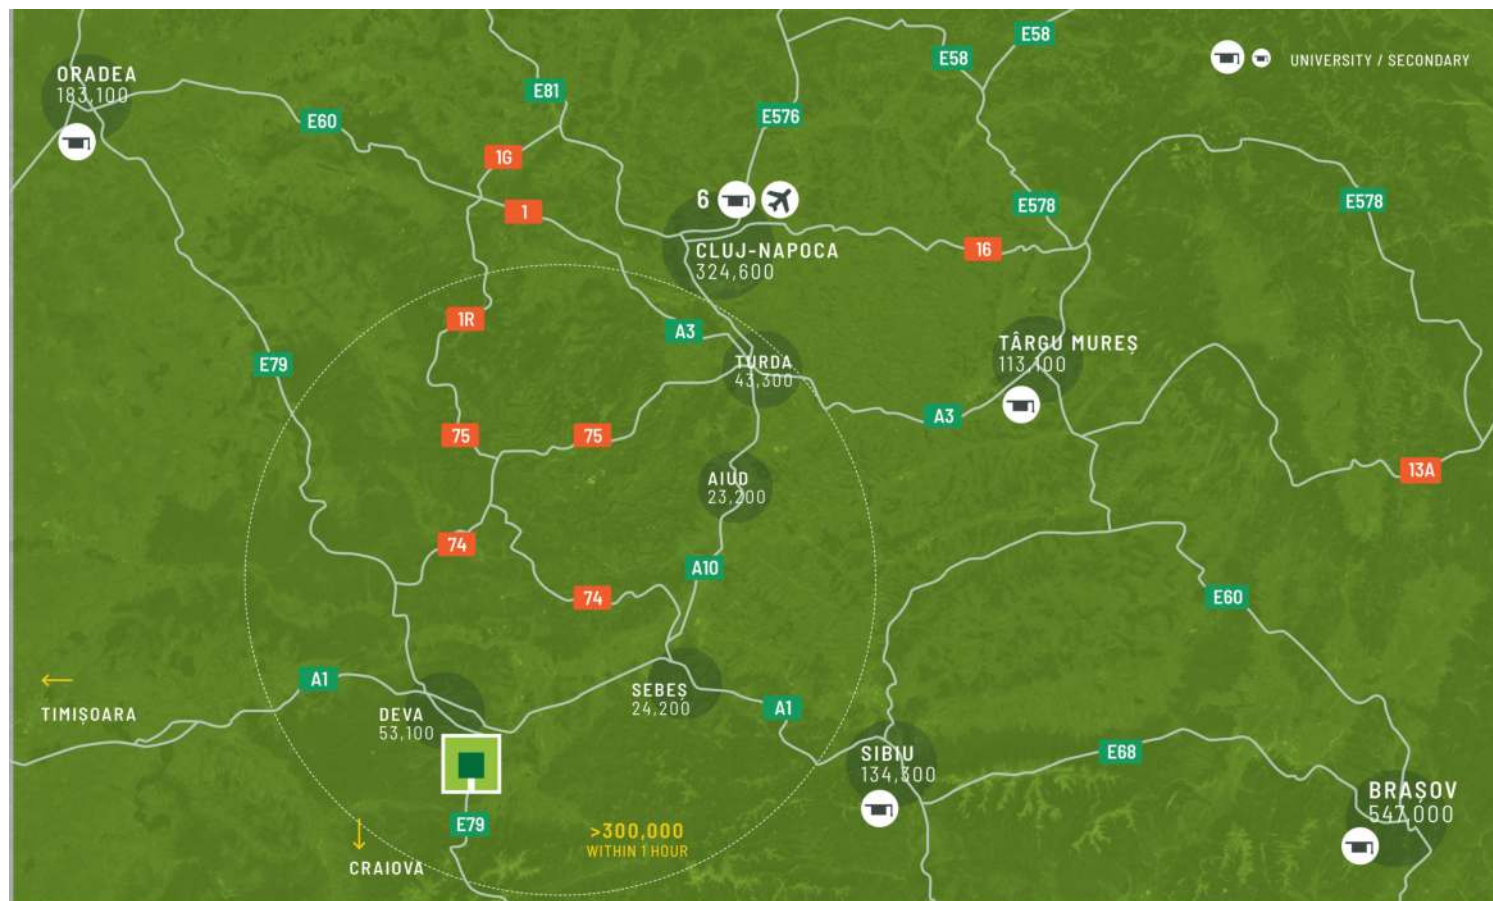 E58
E58
UNIVERSITY / SECONDARY
ORADEA
183,100
E81
E576
E60
1G
6
1
E578
E578
CLUJ-NAPOCA
324,600
16
1R
A3
TÂRGU MUREȘ
113,100
E79
TURDA
43,300
A3
75
75
13A
AIUD
23,200
74
A10
74
E60
A1
SEBEȘ
24,200
A1
TIMIȘOARA
DEVA
53,100
SIBIU
134,300
E68
BRAȘOV
547,000
E79
>300,000
WITHIN 1 HOUR
CRAIOVA